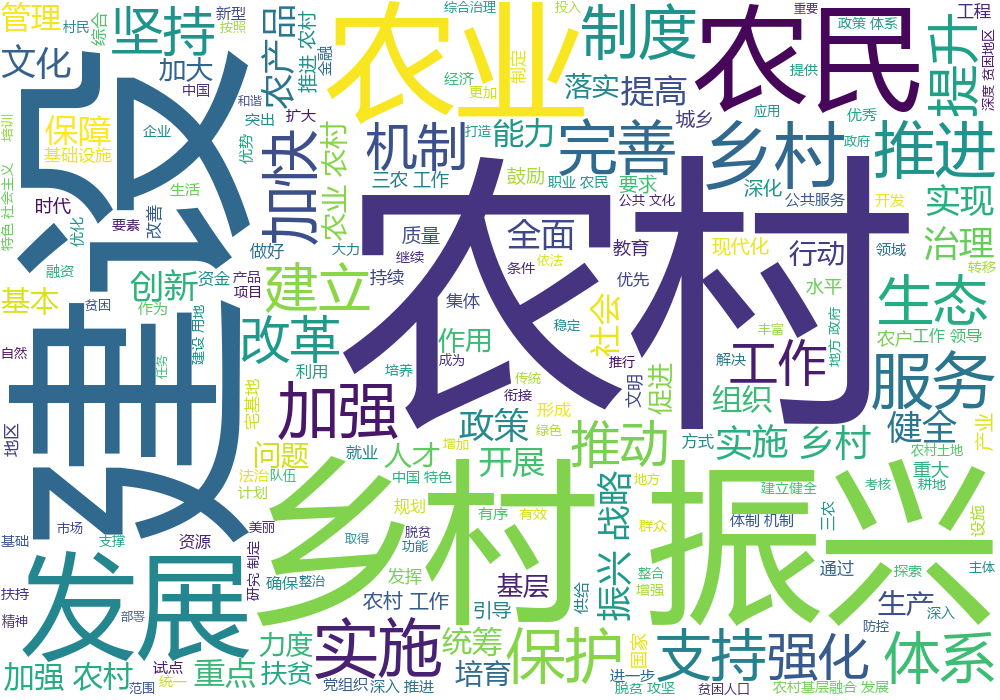 管理
村民
综合
新型
按照
坚持
文化
加大
中国
农产品
推进 农村
金融
综合治理
投入
农业
制度
农民
重要
政策 体系
工程
提升
深度 贫困地区
培训
保障
基础设施
企业
和谐
突出
扩大
经济
更加
制定
落实
提高
提供
城乡
应用
优秀
特色 社会主义
建设
优势
加快
农业 农村
机制
打造
能力
完善
乡村
政府
推进
时代
优化
要素
改善
生活
做好
大力
三农 工作
鼓励
职业 农民
要求
公共 文化
深化
公共服务
开发
实现
融资
资金
产品
项目
质量
继续
持续
农村
全面
条件
依法
教育
优先
现代化
行动
领域
治理
转移
基本
贫困
创新
作为
建设 用地
建立
集体
作用
稳定
社会
水平
丰富
地方 政府
生态
农户
工作 领导
自然
任务
改革
利用
培养
成为
传统
衔接
推行
文明
促进
解决
工作
服务
组织
宅基地
加强
政策
形成
绿色
地区
问题
就业
人才
增加
开展
推动
方式
实施 乡村
健全
产业
农村土地
重大
法治
队伍
计划
中国 特色
地方
建立健全
考核
耕地
市场
美丽
规划
有序
有效
乡村 振兴
战略
群众
体制 机制
三农
设施
基础
支撑
资源
取得
脱贫
功能
发展
研究 制定
确保
整治
发挥
基层
供给
振兴 战略
整合
增强
通过
探索
主体
扶持
精神
部署
农村 工作
引导
生产
深入
防控
力度
实施
统筹
保护
国家
支持
强化
体系
加强 农村
试点
统一
范围
重点
扶贫
党组织
深入 推进
培育
进一步
脱贫 攻坚
贫困人口
农村基层
融合 发展